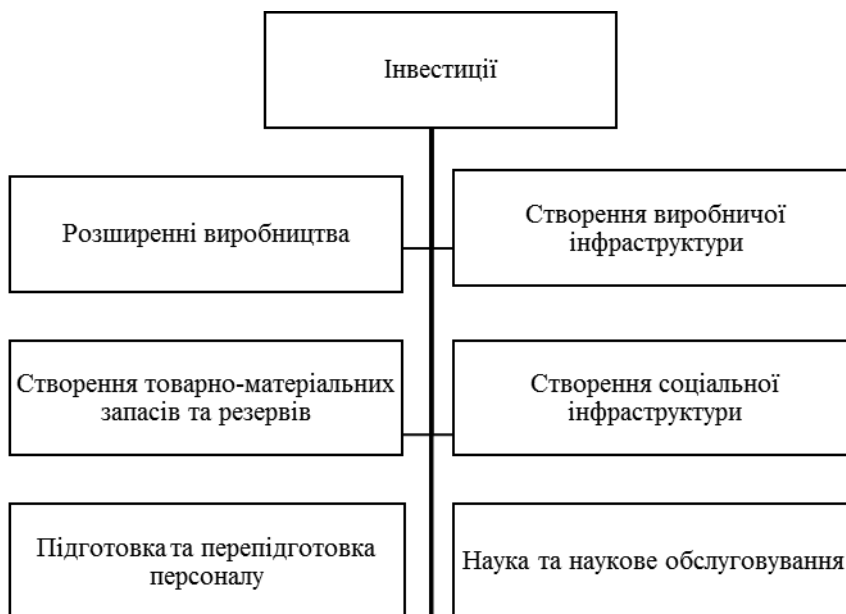 Інвестиції
Розширенні виробництва
Створення виробничої
інфраструктури
Створення товарно-матеріальних
запасів та резервів
Створення соціальної
інфраструктури
Підготовка та перепідготовка
персоналу
Наука та наукове обслуговування